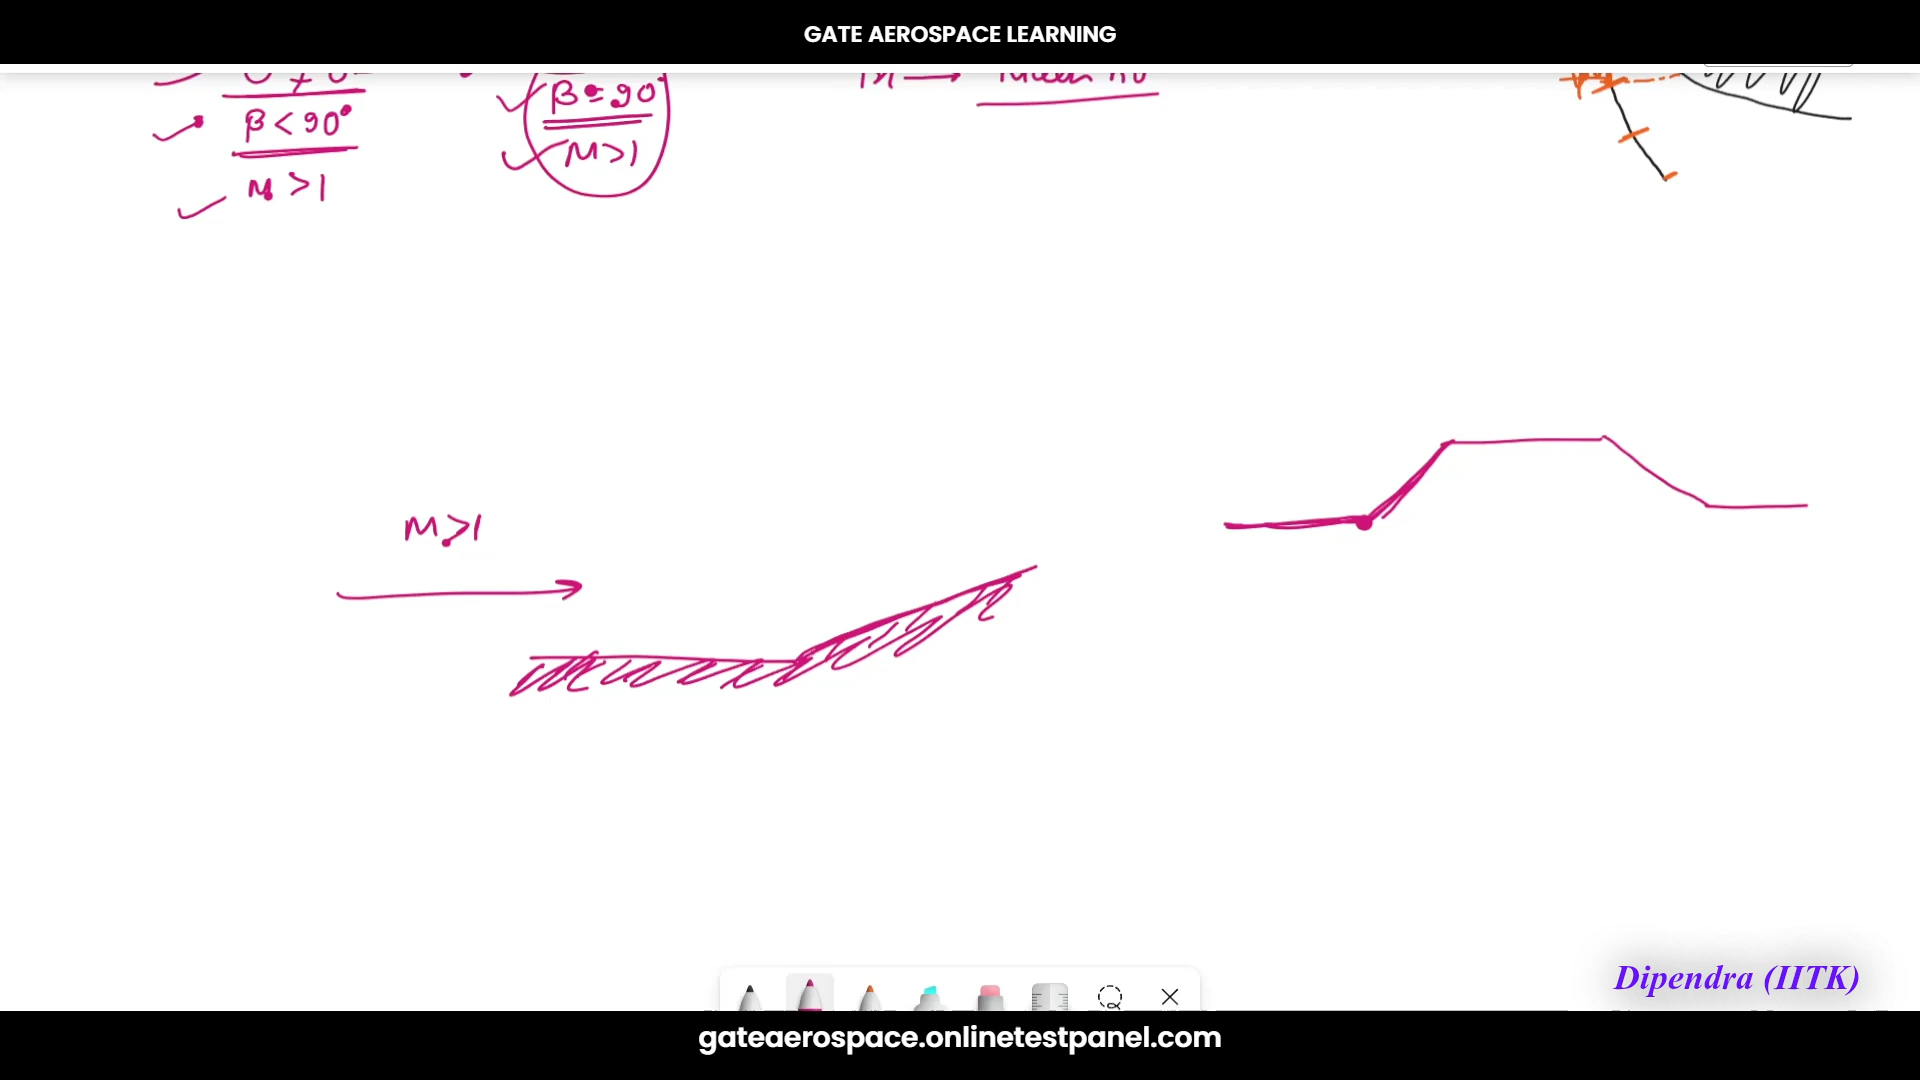 GATE AEROSPACE LEARNING
β < 90°
M > 1
β = 90°
M > 1
M > 1
Dipendra (IITK)
gateaerospace.onlinetestpanel.com